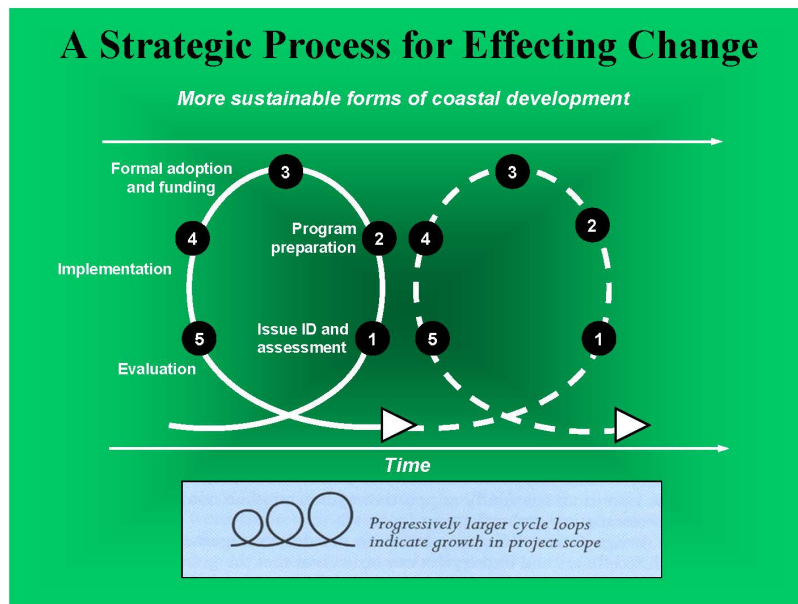 A Strategic Process for Effecting Change
More sustainable forms of coastal development
Formal adoption
and funding
3
3
4
Program
preparation
2
4
2
Implementation
5
Issue ID and
assessment
1
5
1
Evaluation
Time
Progressively larger cycle loops
indicate growth in project scope